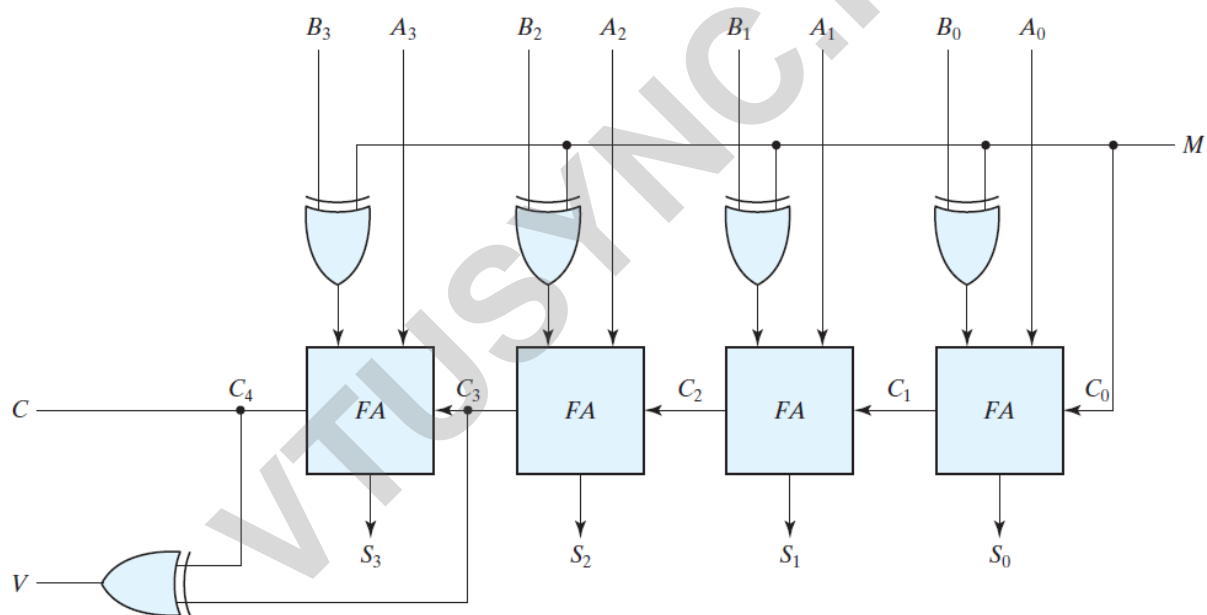 B₃ A₃ B₂ A₂ B₁ A₁ B₀ A₀
M
C C₄ FA C₃ FA C₂ FA C₁ FA C₀
S₃ S₂ S₁ S₀
V
VTUSYNC.